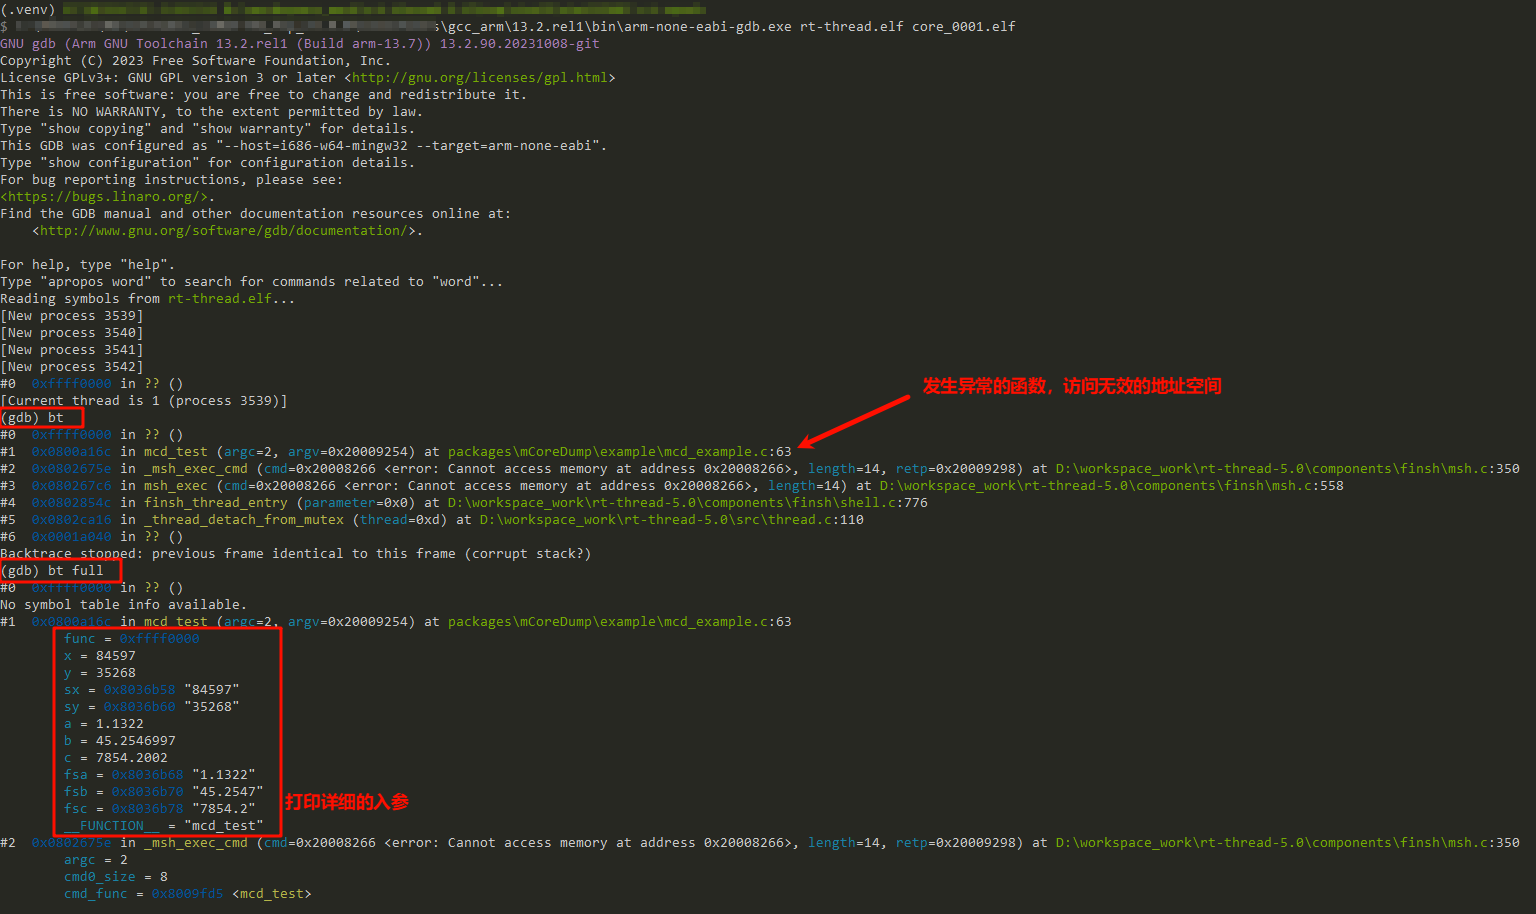 (.venv)
$ s\gcc_arm\13.2.rel1\bin\arm-none-eabi-gdb.exe rt-thread.elf core_0001.elf
GNU gdb (Arm GNU Toolchain 13.2.rel1 (Build arm-13.7)) 13.2.90.20231008-git
Copyright (C) 2023 Free Software Foundation, Inc.
License GPLv3+: GNU GPL version 3 or later <http://gnu.org/licenses/gpl.html>
This is free software: you are free to change and redistribute it.
There is NO WARRANTY, to the extent permitted by law.
Type "show copying" and "show warranty" for details.
This GDB was configured as "--host=i686-w64-mingw32 --target=arm-none-eabi".
Type "show configuration" for configuration details.
For bug reporting instructions, please see:
<https://bugs.linaro.org/>.
Find the GDB manual and other documentation resources online at:
    <http://www.gnu.org/software/gdb/documentation/>.
For help, type "help".
Type "apropos word" to search for commands related to "word"...
Reading symbols from rt-thread.elf...
[New process 3539]
[New process 3540]
[New process 3541]
[New process 3542]
#0  0xffff0000 in ?? ()
发生异常的函数，访问无效的地址空间
[Current thread is 1 (process 3539)]
(gdb) bt
#0  0xffff0000 in ?? ()
#1  0x0800a16c in mcd_test (argc=2, argv=0x20009254) at packages\mCoreDump\example\mcd_example.c:63
#2  0x0802675e in _msh_exec_cmd (cmd=0x20008266 <error: Cannot access memory at address 0x20008266>, length=14, retp=0x20009298) at D:\workspace_work\rt-thread-5.0\components\finsh\msh.c:350
#3  0x080267c6 in msh_exec (cmd=0x20008266 <error: Cannot access memory at address 0x20008266>, length=14) at D:\workspace_work\rt-thread-5.0\components\finsh\msh.c:558
#4  0x0802854c in finsh_thread_entry (parameter=0x0) at D:\workspace_work\rt-thread-5.0\components\finsh\shell.c:776
#5  0x0802ca16 in _thread_detach_from_mutex (thread=0xd) at D:\workspace_work\rt-thread-5.0\src\thread.c:110
#6  0x0001a040 in ?? ()
Backtrace stopped: previous frame identical to this frame (corrupt stack?)
(gdb) bt full
#0  0xffff0000 in ?? ()
No symbol table info available.
#1  0x0800a16c in mcd_test (argc=2, argv=0x20009254) at packages\mCoreDump\example\mcd_example.c:63
func = 0xffff0000
x = 84597
y = 35268
sx = 0x8036b58 "84597"
sy = 0x8036b60 "35268"
a = 1.1322
b = 45.2546997
c = 7854.2002
fsa = 0x8036b68 "1.1322"
fsb = 0x8036b70 "45.2547"
fsc = 0x8036b78 "7854.2"
打印详细的入参
__FUNCTION__ = "mcd_test"
#2  0x0802675e in _msh_exec_cmd (cmd=0x20008266 <error: Cannot access memory at address 0x20008266>, length=14, retp=0x20009298) at D:\workspace_work\rt-thread-5.0\components\finsh\msh.c:350
argc = 2
cmd0_size = 8
cmd_func = 0x8009fd5 <mcd_test>